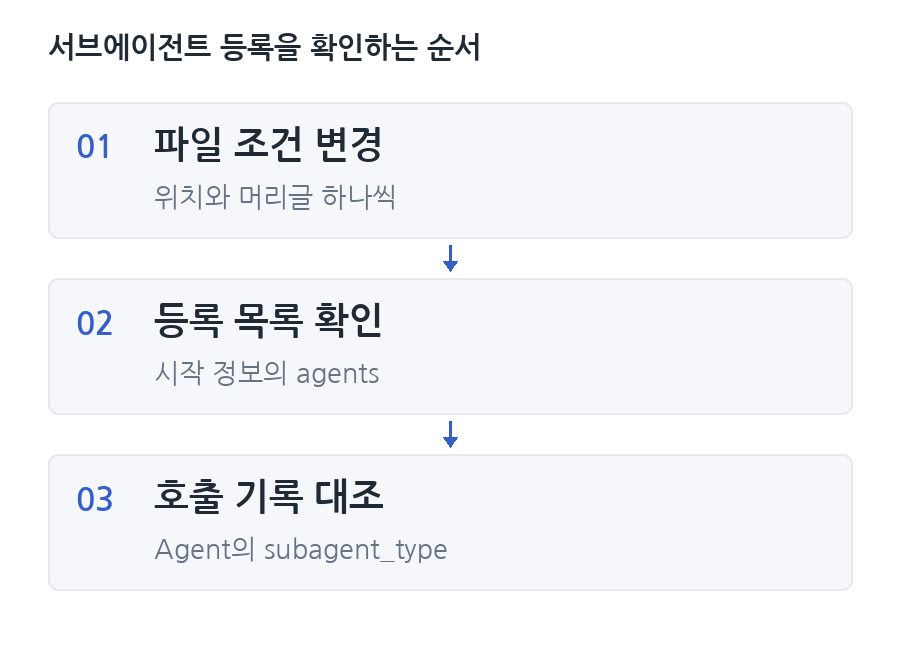 서브에이전트 등록을 확인하는 순서
01 파일 조건 변경
위치와 머리글 하나씩
02 등록 목록 확인
시작 정보의 agents
03 호출 기록 대조
Agent의 subagent_type